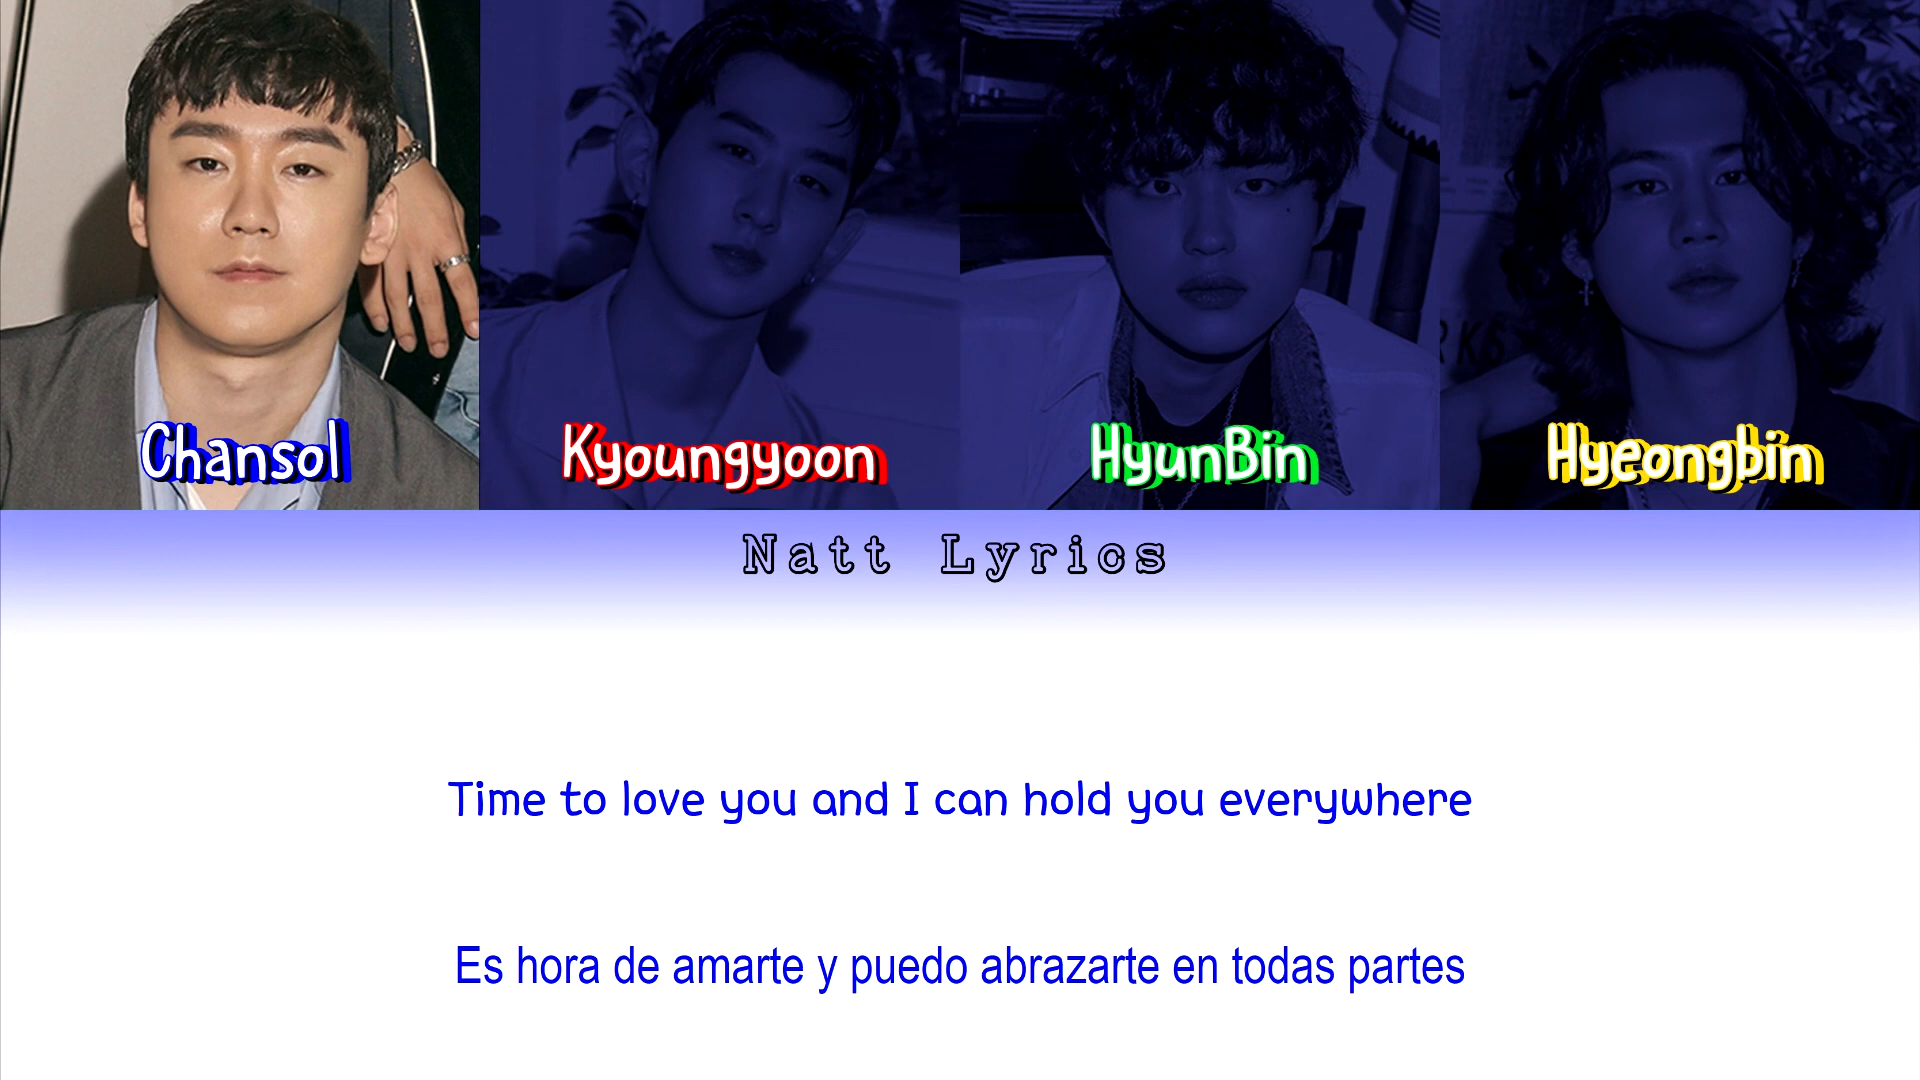 Chansol
Kyoungyoon
HyunBin
Hyeongbin
Natt Lyrics
Time to love you and I can hold you everywhere
Es hora de amarte y puedo abrazarte en todas partes